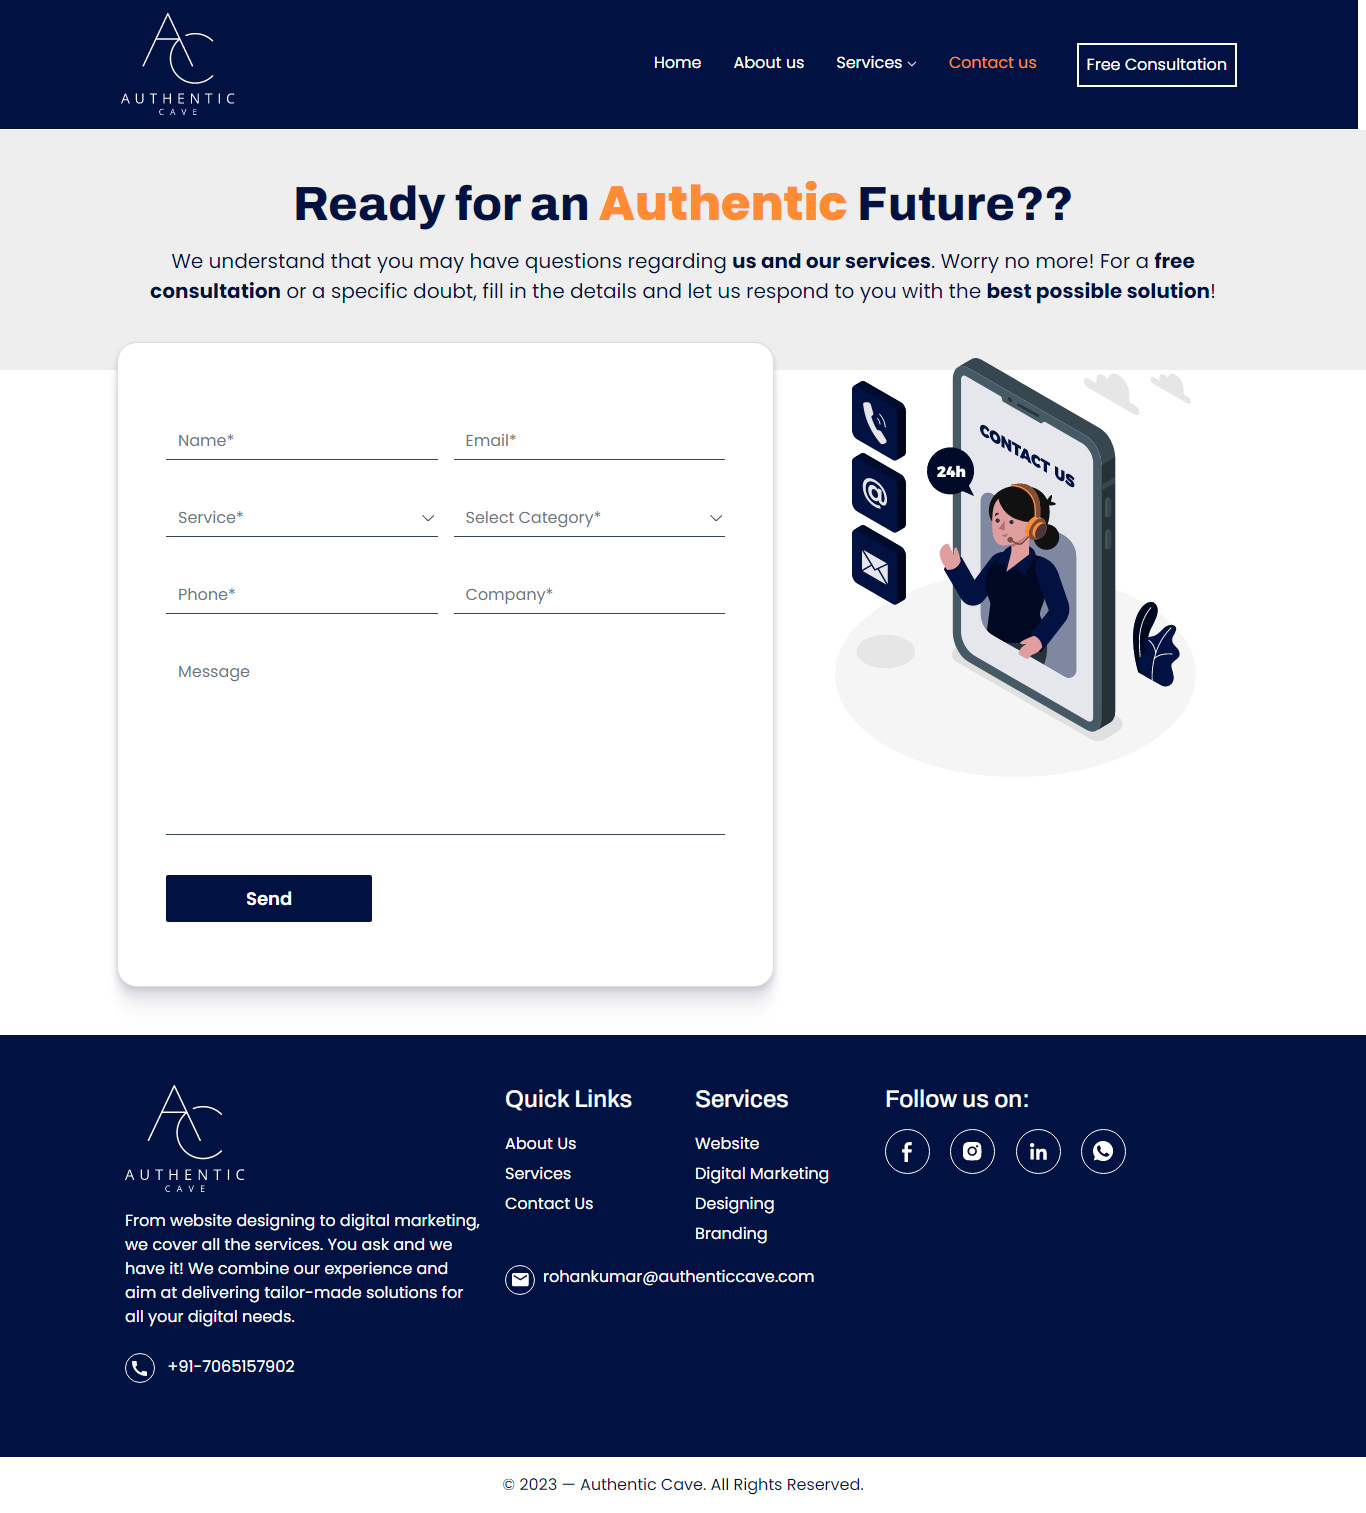 AUTHENTIC
CAVE
Home
About us
Services
Contact us
Free Consultation
Ready for an Authentic Future??
We understand that you may have questions regarding us and our services. Worry no more! For a free
consultation or a specific doubt, fill in the details and let us respond to you with the best possible solution!
Name*
Email*
Service*
Select Category*
Phone*
Company*
Message
Send
CONTACT US
24h
@
AUTHENTIC
CAVE
From website designing to digital marketing,
we cover all the services. You ask and we
have it! We combine our experience and
aim at delivering tailor-made solutions for
all your digital needs.
+91-7065157902
Quick Links
About Us
Services
Contact Us
rohankumar@authenticcave.com
Services
Website
Digital Marketing
Designing
Branding
Follow us on:
© 2023 — Authentic Cave. All Rights Reserved.